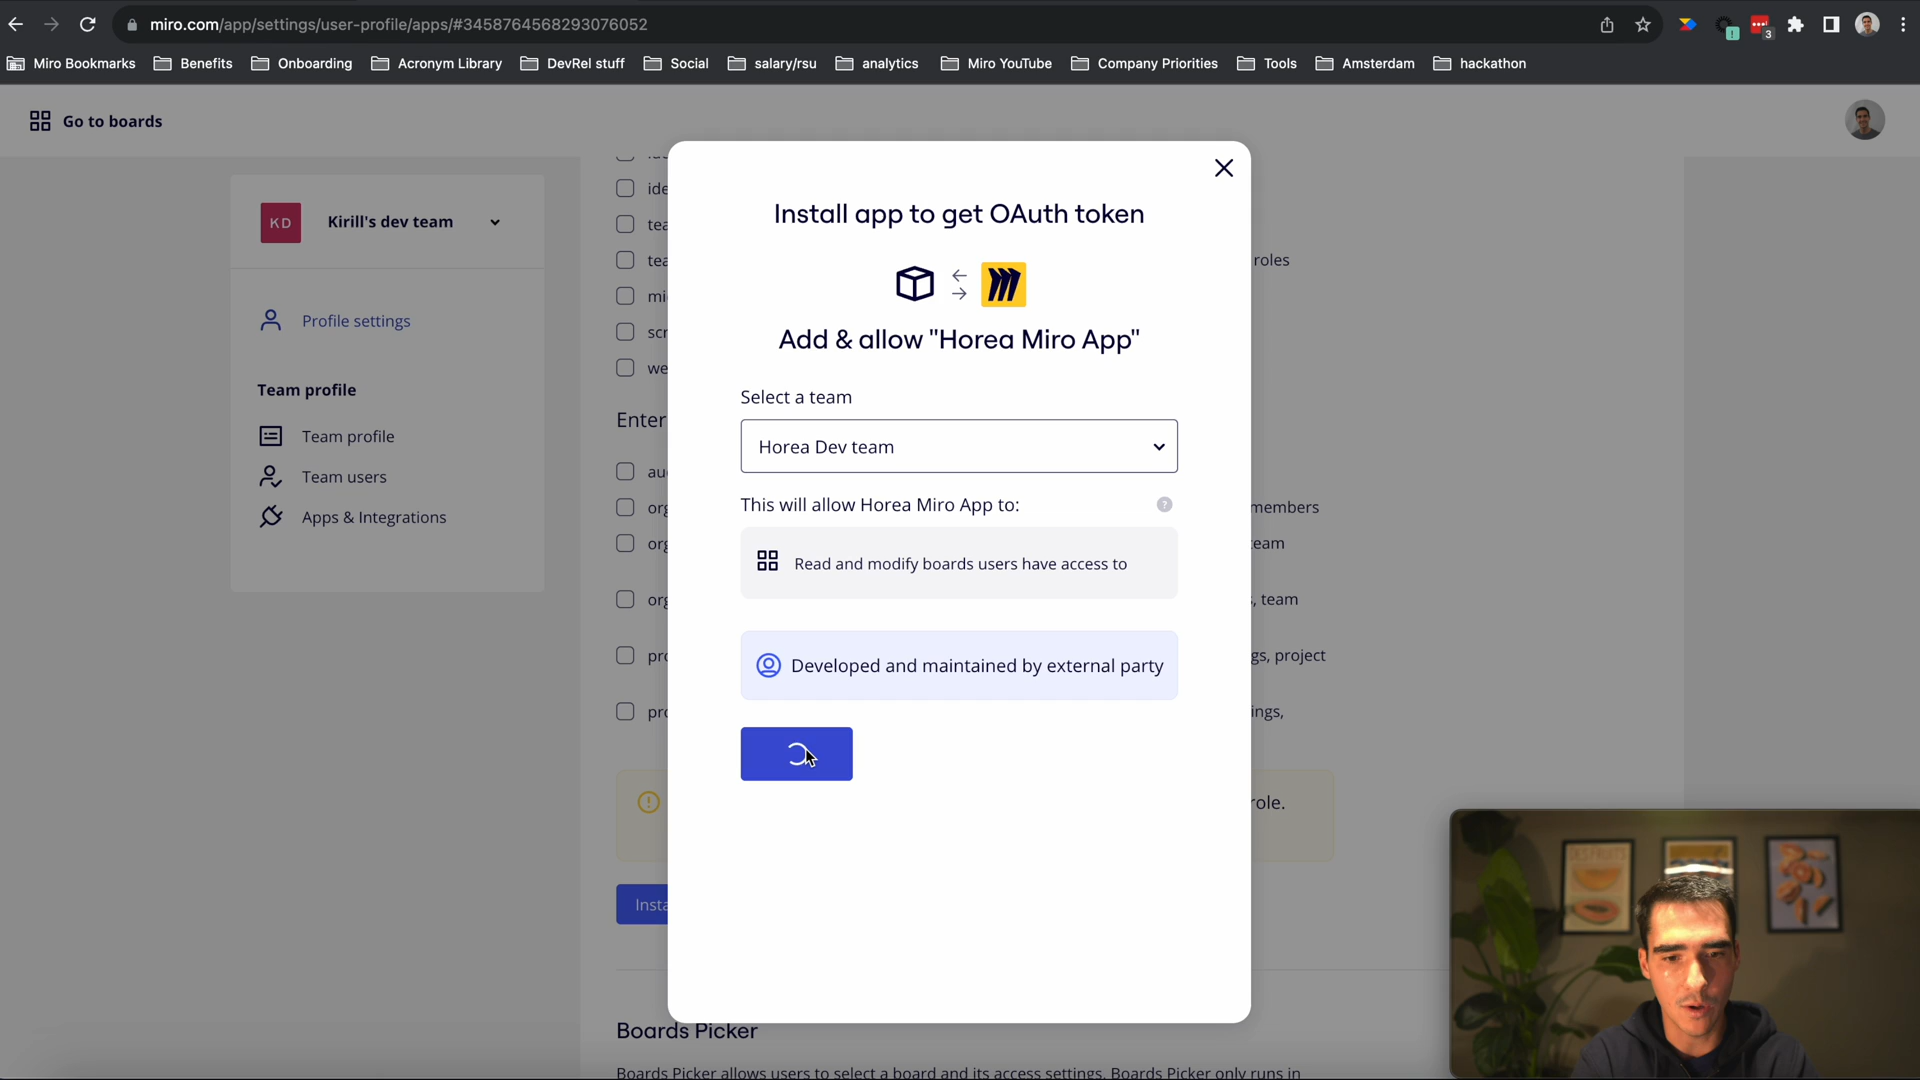 miro.com/app/settings/user-profile/apps/#3458764568293076052
3
Miro Bookmarks
Benefits
Onboarding
Acronym Library
DevRel stuff
Social
salary/rsu
analytics
Miro YouTube
Company Priorities
Tools
Amsterdam
hackathon
Go to boards
KD
Kirill's dev team
Profile settings
Team profile
Team profile
Team users
Apps & Integrations
Install app to get OAuth token
Add & allow "Horea Miro App"
Select a team
Horea Dev team
This will allow Horea Miro App to:
?
Read and modify boards users have access to
Developed and maintained by external party
ide
tea
tea
roles
mi
scr
we
Enter
au
org
members
org
eam
org
, team
pro
gs, project
pro
ings,
role.
Insta
Boards Picker
Boards Picker allows users to select a board and its access settings. Boards Picker only runs in